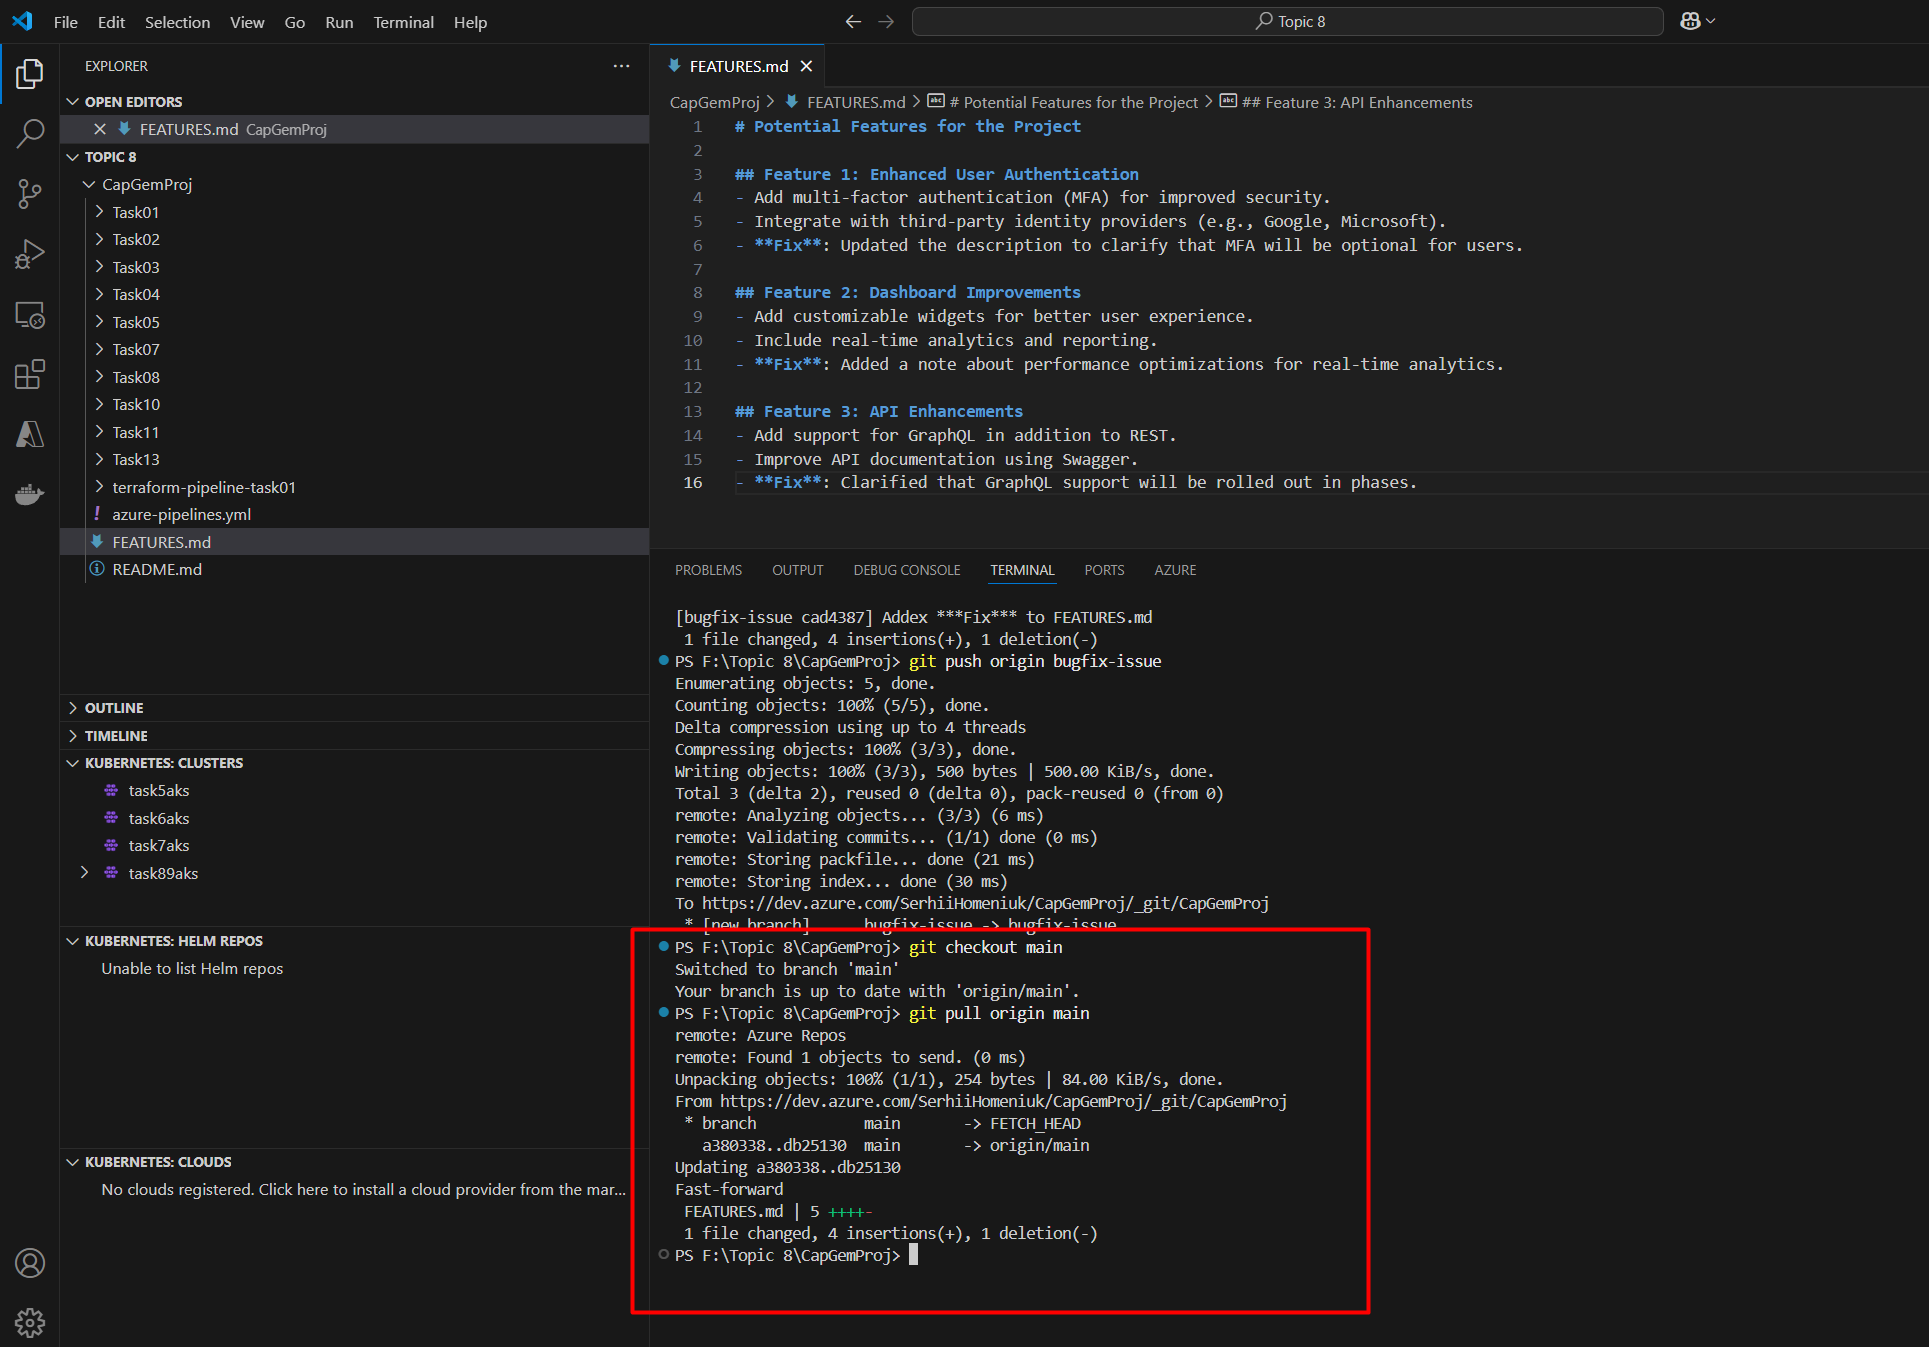 File Edit Selection View Go Run Terminal Help
Topic 8
EXPLORER
OPEN EDITORS
FEATURES.md CapGemProj
TOPIC 8
CapGemProj
Task01
Task02
Task03
Task04
Task05
Task07
Task08
Task10
Task11
Task13
terraform-pipeline-task01
! azure-pipelines.yml
FEATURES.md
README.md
OUTLINE
TIMELINE
KUBERNETES: CLUSTERS
task5aks
task6aks
task7aks
task89aks
KUBERNETES: HELM REPOS
Unable to list Helm repos
KUBERNETES: CLOUDS
No clouds registered. Click here to install a cloud provider from the mar...
FEATURES.md
CapGemProj > FEATURES.md > abc # Potential Features for the Project > abc ## Feature 3: API Enhancements
1 # Potential Features for the Project
2
3 ## Feature 1: Enhanced User Authentication
4 - Add multi-factor authentication (MFA) for improved security.
5 - Integrate with third-party identity providers (e.g., Google, Microsoft).
6 - **Fix**: Updated the description to clarify that MFA will be optional for users.
7
8 ## Feature 2: Dashboard Improvements
9 - Add customizable widgets for better user experience.
10 - Include real-time analytics and reporting.
11 - **Fix**: Added a note about performance optimizations for real-time analytics.
12
13 ## Feature 3: API Enhancements
14 - Add support for GraphQL in addition to REST.
15 - Improve API documentation using Swagger.
16 - **Fix**: Clarified that GraphQL support will be rolled out in phases.
PROBLEMS OUTPUT DEBUG CONSOLE TERMINAL PORTS AZURE
[bugfix-issue cad4387] Addex ***Fix*** to FEATURES.md
1 file changed, 4 insertions(+), 1 deletion(-)
PS F:\Topic 8\CapGemProj> git push origin bugfix-issue
Enumerating objects: 5, done.
Counting objects: 100% (5/5), done.
Delta compression using up to 4 threads
Compressing objects: 100% (3/3), done.
Writing objects: 100% (3/3), 500 bytes | 500.00 KiB/s, done.
Total 3 (delta 2), reused 0 (delta 0), pack-reused 0 (from 0)
remote: Analyzing objects... (3/3) (6 ms)
remote: Validating commits... (1/1) done (0 ms)
remote: Storing packfile... done (21 ms)
remote: Storing index... done (30 ms)
To https://dev.azure.com/SerhiiHomeniuk/CapGemProj/_git/CapGemProj
* [new branch] bugfix-issue -> bugfix-issue
PS F:\Topic 8\CapGemProj> git checkout main
Switched to branch 'main'
Your branch is up to date with 'origin/main'.
PS F:\Topic 8\CapGemProj> git pull origin main
remote: Azure Repos
remote: Found 1 objects to send. (0 ms)
Unpacking objects: 100% (1/1), 254 bytes | 84.00 KiB/s, done.
From https://dev.azure.com/SerhiiHomeniuk/CapGemProj/_git/CapGemProj
* branch main -> FETCH_HEAD
a380338..db25130 main -> origin/main
Updating a380338..db25130
Fast-forward
FEATURES.md | 5 ++++-
1 file changed, 4 insertions(+), 1 deletion(-)
PS F:\Topic 8\CapGemProj>